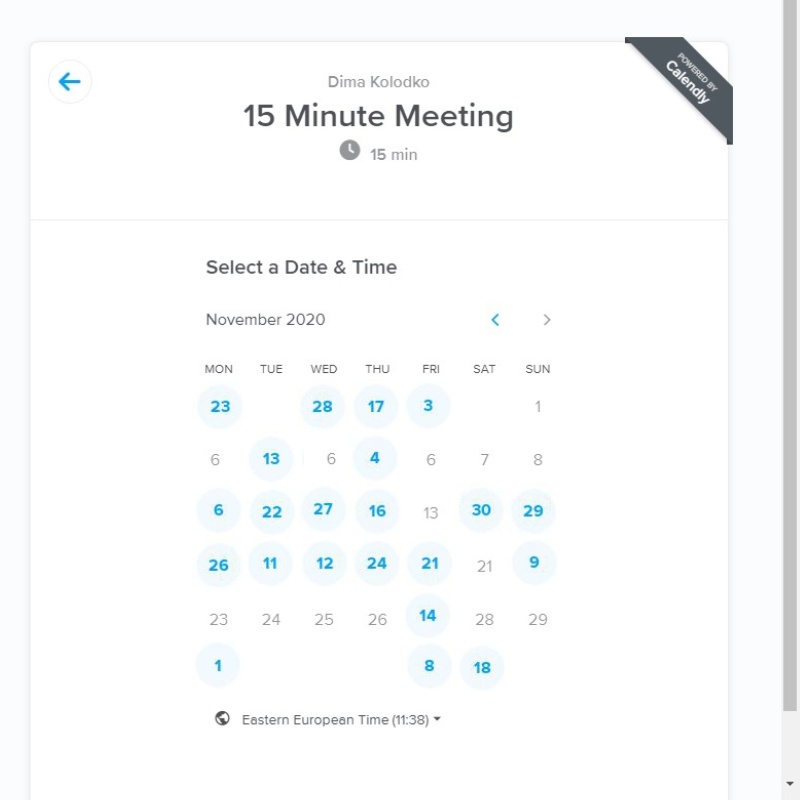 POWERED BY
Calendly
Dima Kolodko
15 Minute Meeting
15 min
Select a Date & Time
November 2020
MON TUE WED THU FRI SAT SUN
23 28 17 3 1
6 13 6 4 6 7 8
6 22 27 16 13 30 29
26 11 12 24 21 21 9
23 24 25 26 14 28 29
1 8 18
Eastern European Time (11:38)